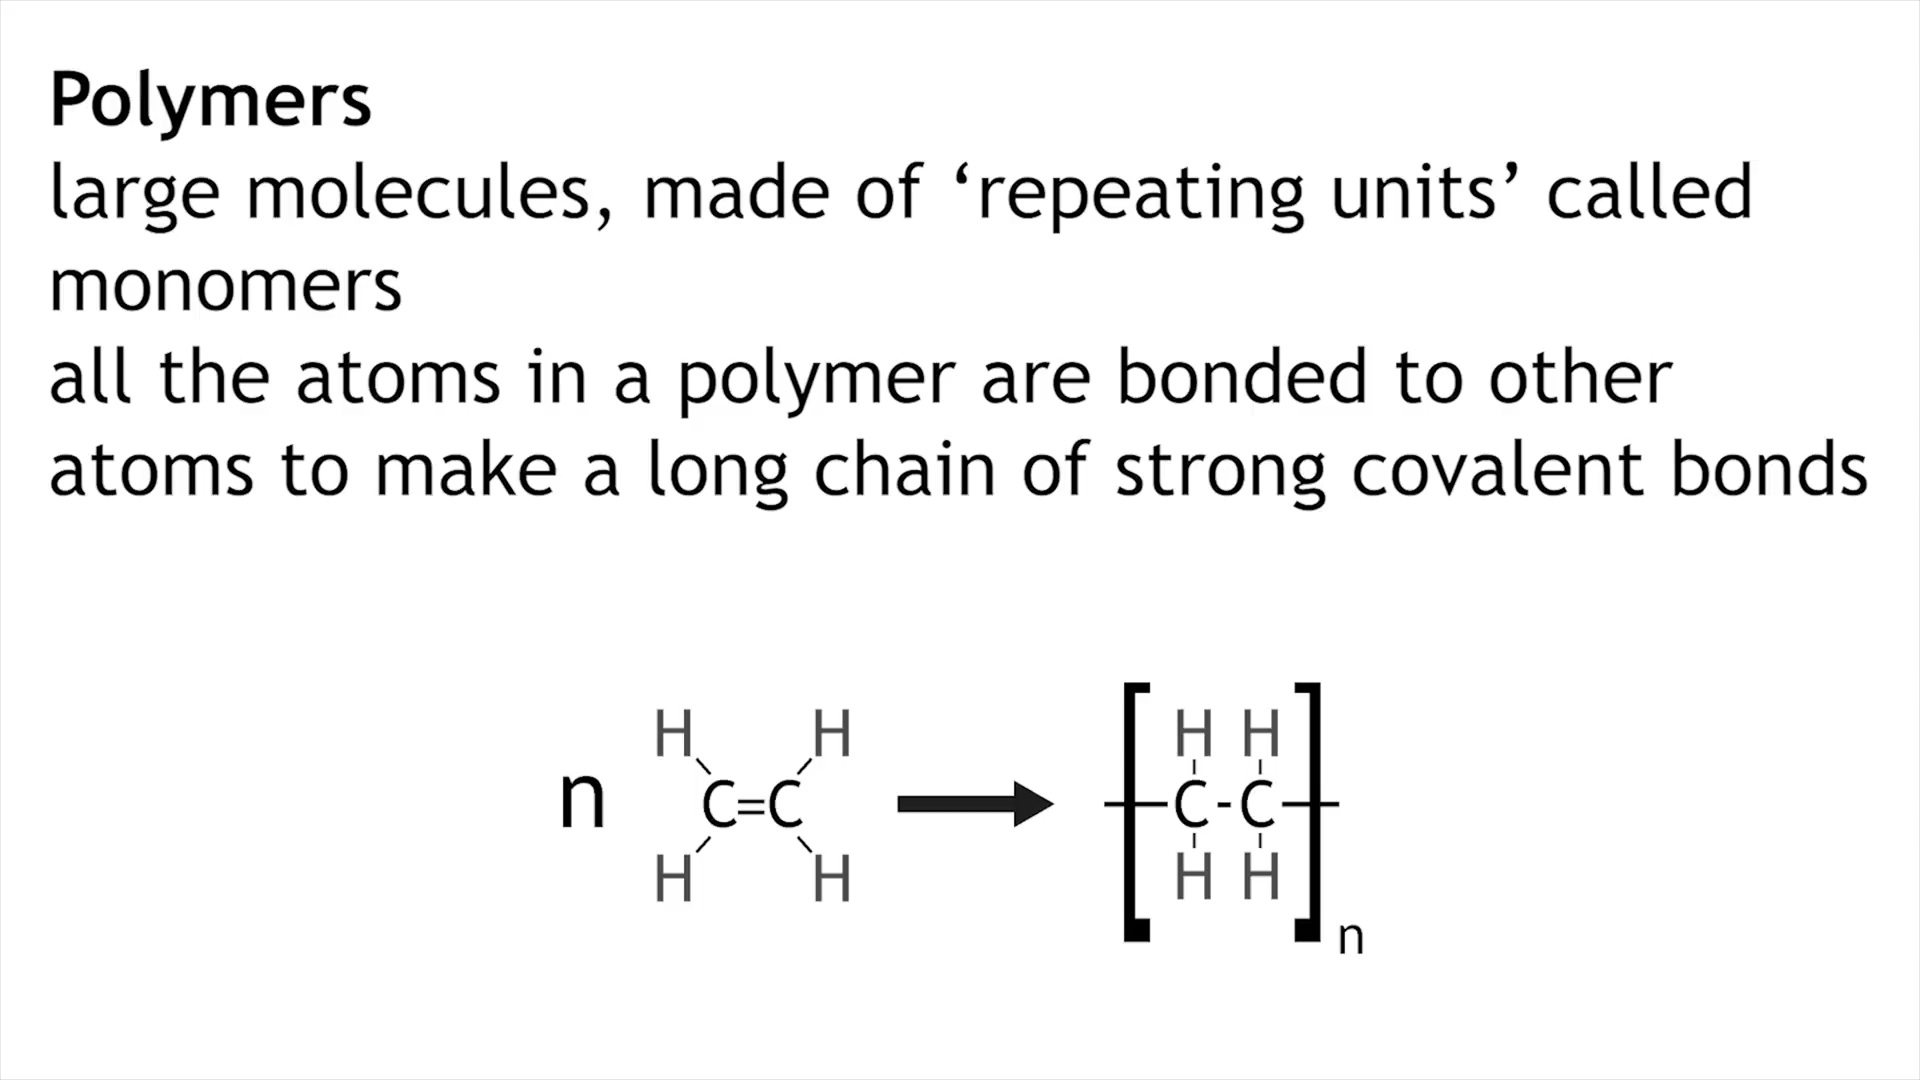 Polymers
large molecules, made of ‘repeating units’ called
monomers
all the atoms in a polymer are bonded to other
atoms to make a long chain of strong covalent bonds
H H H H
n C=C C-C
H H H H
n